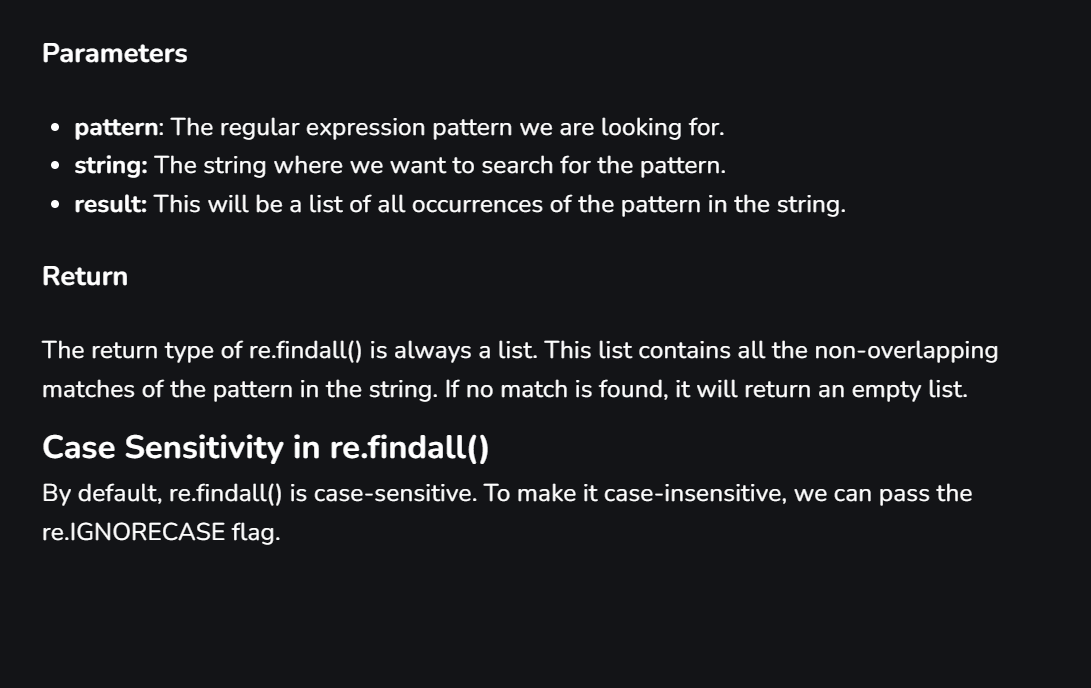 Parameters
• pattern: The regular expression pattern we are looking for.
• string: The string where we want to search for the pattern.
• result: This will be a list of all occurrences of the pattern in the string.
Return
The return type of re.findall() is always a list. This list contains all the non-overlapping
matches of the pattern in the string. If no match is found, it will return an empty list.
Case Sensitivity in re.findall()
By default, re.findall() is case-sensitive. To make it case-insensitive, we can pass the
re.IGNORECASE flag.